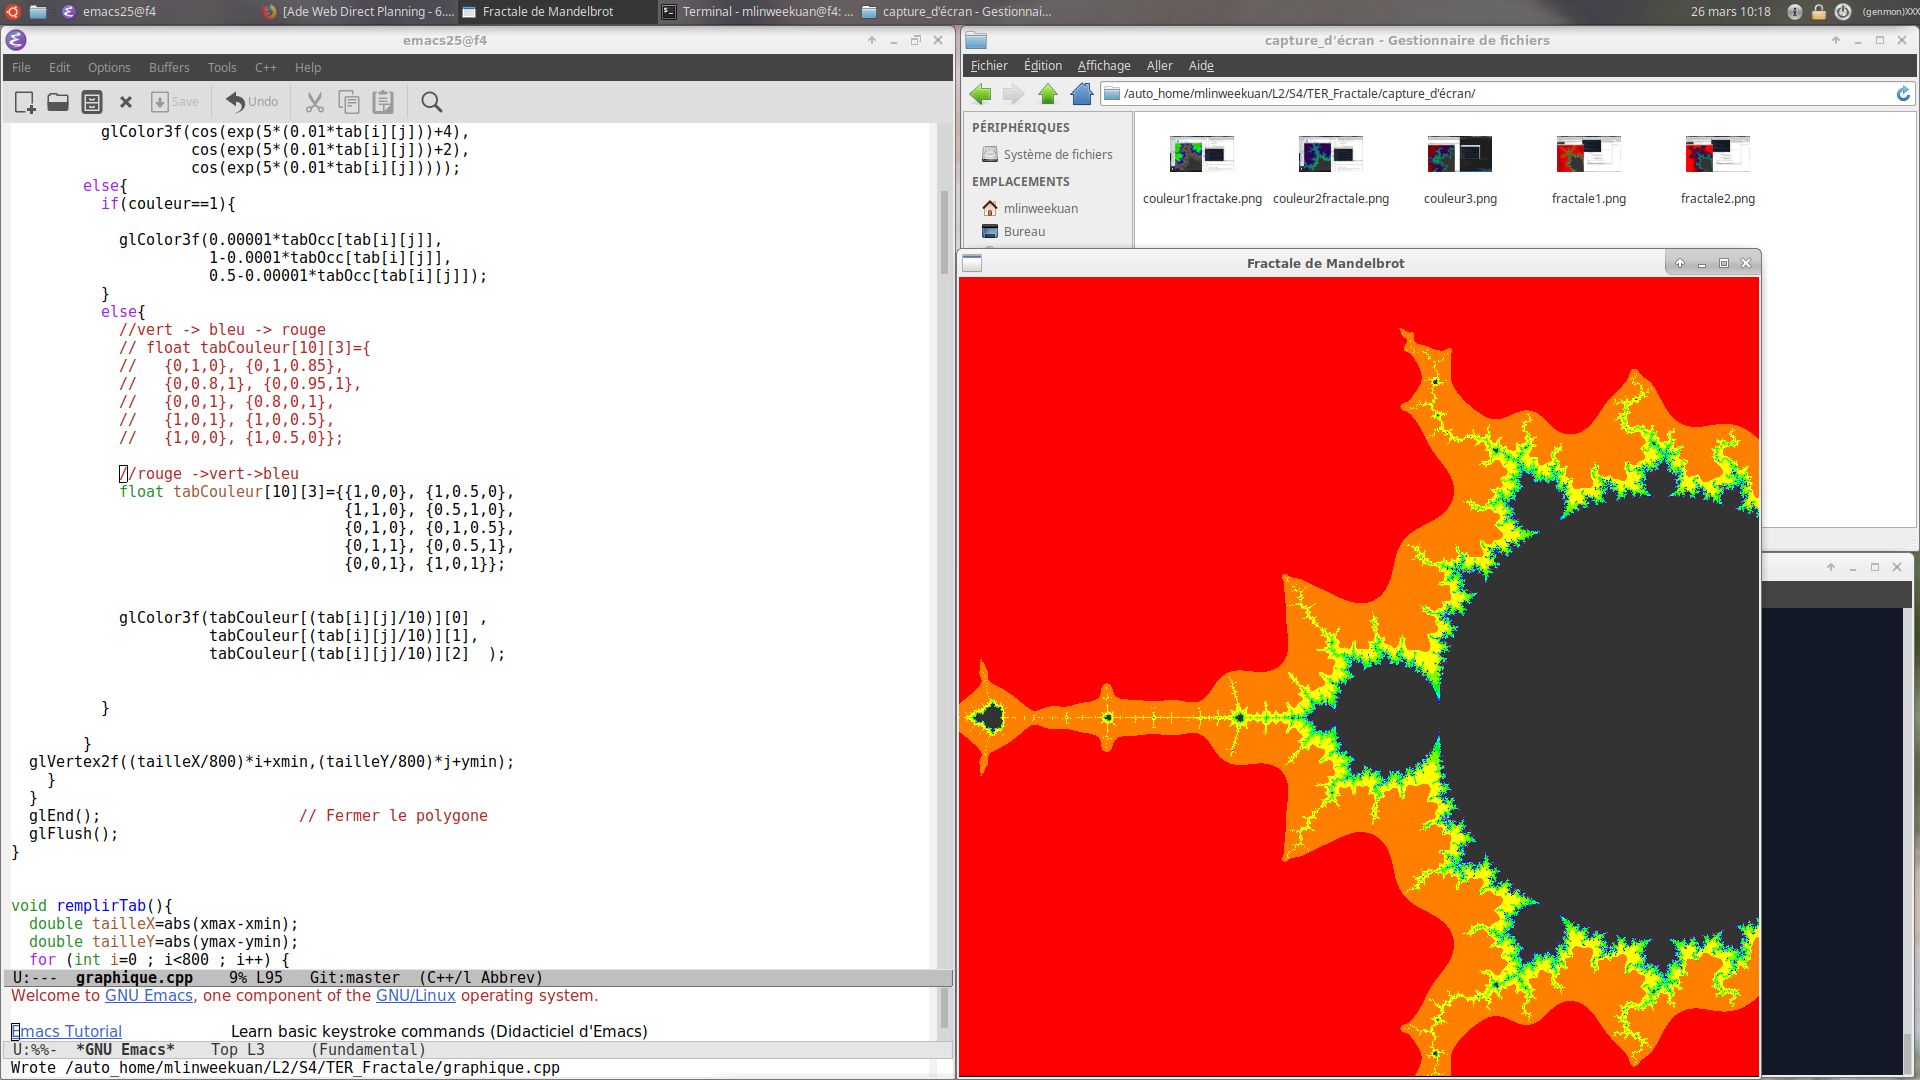 emacs25@f4
[Ade Web Direct Planning - 6....
Fractale de Mandelbrot
Terminal - mlinweekuan@f4: ...
capture_d'écran - Gestionnai...
26 mars 10:18
(genmon)XXX
emacs25@f4
File Edit Options Buffers Tools C++ Help
Save
Undo
glColor3f(cos(exp(5*(0.01*tab[i][j]))+4),
cos(exp(5*(0.01*tab[i][j]))+2),
cos(exp(5*(0.01*tab[i][j]))));
else{
if(couleur==1){
glColor3f(0.00001*tabOcc[tab[i][j]],
1-0.0001*tabOcc[tab[i][j]],
0.5-0.00001*tabOcc[tab[i][j]]);
}
else{
//vert -> bleu -> rouge
// float tabCouleur[10][3]={
//   {0,1,0}, {0,1,0.85},
//   {0,0.8,1}, {0,0.95,1},
//   {0,0,1}, {0.8,0,1},
//   {1,0,1}, {1,0,0.5},
//   {1,0,0}, {1,0.5,0}};
//rouge ->vert->bleu
float tabCouleur[10][3]={{1,0,0}, {1,0.5,0},
{1,1,0}, {0.5,1,0},
{0,1,0}, {0,1,0.5},
{0,1,1}, {0,0.5,1},
{0,0,1}, {1,0,1}};
glColor3f(tabCouleur[(tab[i][j]/10)][0] ,
tabCouleur[(tab[i][j]/10)][1],
tabCouleur[(tab[i][j]/10)][2]  );
}
}
glVertex2f((tailleX/800)*i+xmin,(tailleY/800)*j+ymin);
}
}
glEnd(); // Fermer le polygone
glFlush();
}
void remplirTab(){
double tailleX=abs(xmax-xmin);
double tailleY=abs(ymax-ymin);
for (int i=0 ; i<800 ; i++) {
U:--- graphique.cpp 9% L95 Git:master (C++/l Abbrev)
Welcome to GNU Emacs, one component of the GNU/Linux operating system.
Emacs Tutorial Learn basic keystroke commands (Didacticiel d'Emacs)
U:%%- *GNU Emacs* Top L3 (Fundamental)
Wrote /auto_home/mlinweekuan/L2/S4/TER_Fractale/graphique.cpp
capture_d'écran - Gestionnaire de fichiers
Fichier Édition Affichage Aller Aide
/auto_home/mlinweekuan/L2/S4/TER_Fractale/capture_d'écran/
PÉRIPHÉRIQUES
Système de fichiers
EMPLACEMENTS
mlinweekuan
Bureau
couleur1fractake.png
couleur2fractale.png
couleur3.png
fractale1.png
fractale2.png
Fractale de Mandelbrot